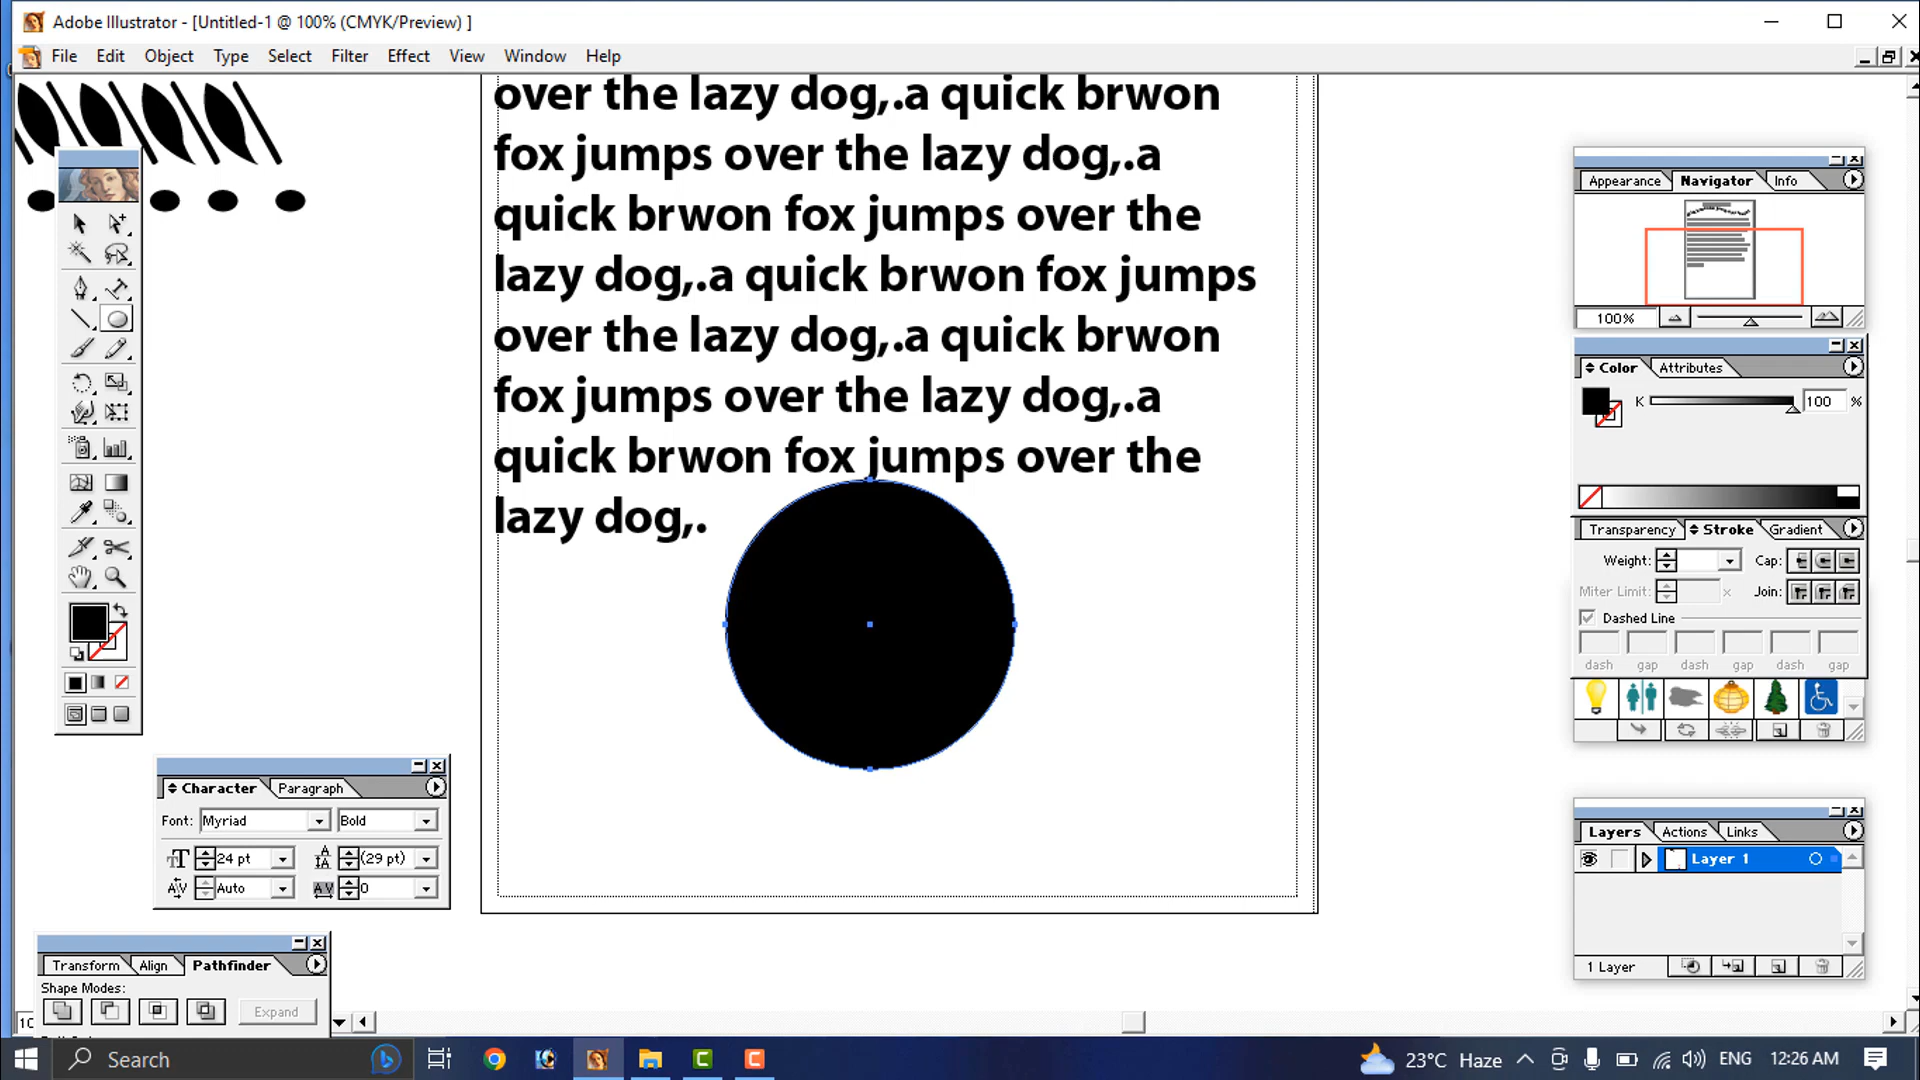 Adobe Illustrator - [Untitled-1 @ 100% (CMYK/Preview) ]
File Edit Object Type Select Filter Effect View Window Help
over the lazy dog,.a quick brwon
fox jumps over the lazy dog,.a
quick brwon fox jumps over the
lazy dog,.a quick brwon fox jumps
over the lazy dog,.a quick brwon
fox jumps over the lazy dog,.a
quick brwon fox jumps over the
lazy dog,.
Appearance Navigator Info
100%
Color Attributes
K 100 %
Transparency Stroke Gradient
Weight: Cap:
Miter Limit: x Join:
Dashed Line
dash gap dash gap dash gap
Character Paragraph
Font: Myriad Bold
24 pt (29 pt)
Auto 0
Layers Actions Links
Layer 1
1 Layer
Transform Align Pathfinder
Shape Modes:
Expand
Search
23°C Haze ENG 12:26 AM